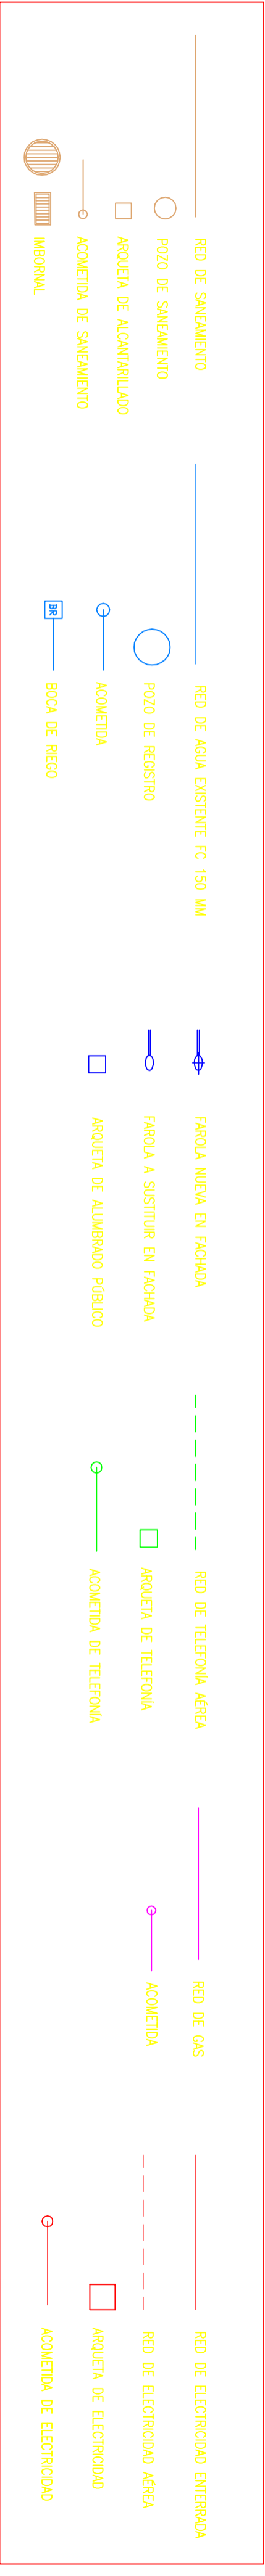 RED DE SANEAMIENTO
POZO DE SANEAMIENTO
ARQUETA DE ALCANTARILLADO
ACOMETIDA DE SANEAMIENTO
IMBORNAL
RED DE AGUA EXISTENTE FC 150 MM
POZO DE REGISTRO
ACOMETIDA
BR
BOCA DE RIEGO
FAROLA NUEVA EN FACHADA
FAROLA A SUSTITUIR EN FACHADA
ARQUETA DE ALUMBRADO PÚBLICO
RED DE TELEFONÍA AÉREA
ARQUETA DE TELEFONÍA
ACOMETIDA DE TELEFONÍA
RED DE GAS
ACOMETIDA
RED DE ELECTRICIDAD ENTERRADA
RED DE ELECTRICIDAD AÉREA
ARQUETA DE ELECTRICIDAD
ACOMETIDA DE ELECTRICIDAD